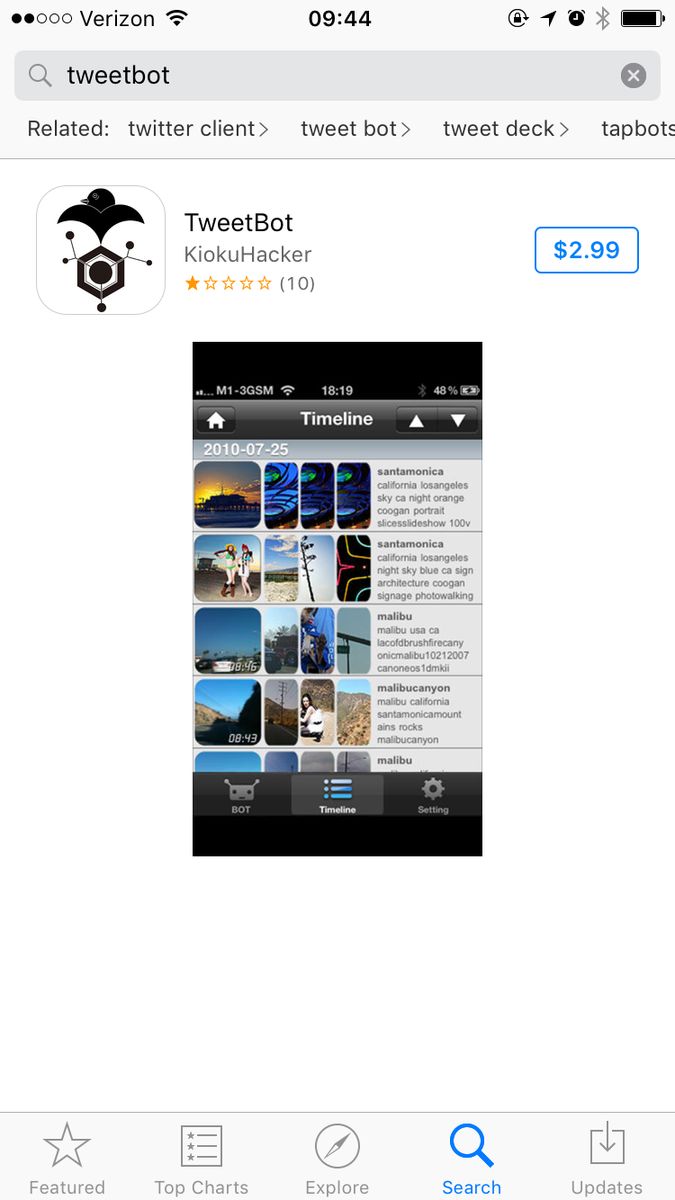 Verizon 09:44
tweetbot
Related: twitter client tweet bot tweet deck tapbots
TweetBot
KiokuHacker
(10)
$2.99
M1-3GSM 18:19 48%
Timeline
2010-07-25
santamonica
california losangeles
sky ca night orange
coogan portrait
slicesslideshow 100v
santamonica
california losangeles
night sky blue ca sign
architecture coogan
signage photowalking
malibu
malibu usa ca
lacofdbrushfirecany
onicmalibu10212007
canoneos1dmkii
08:46
malibucanyon
malibu california
santamonicamount
ains rocks
malibucanyon
08:43
malibu
BOT Timeline Setting
Featured Top Charts Explore Search Updates